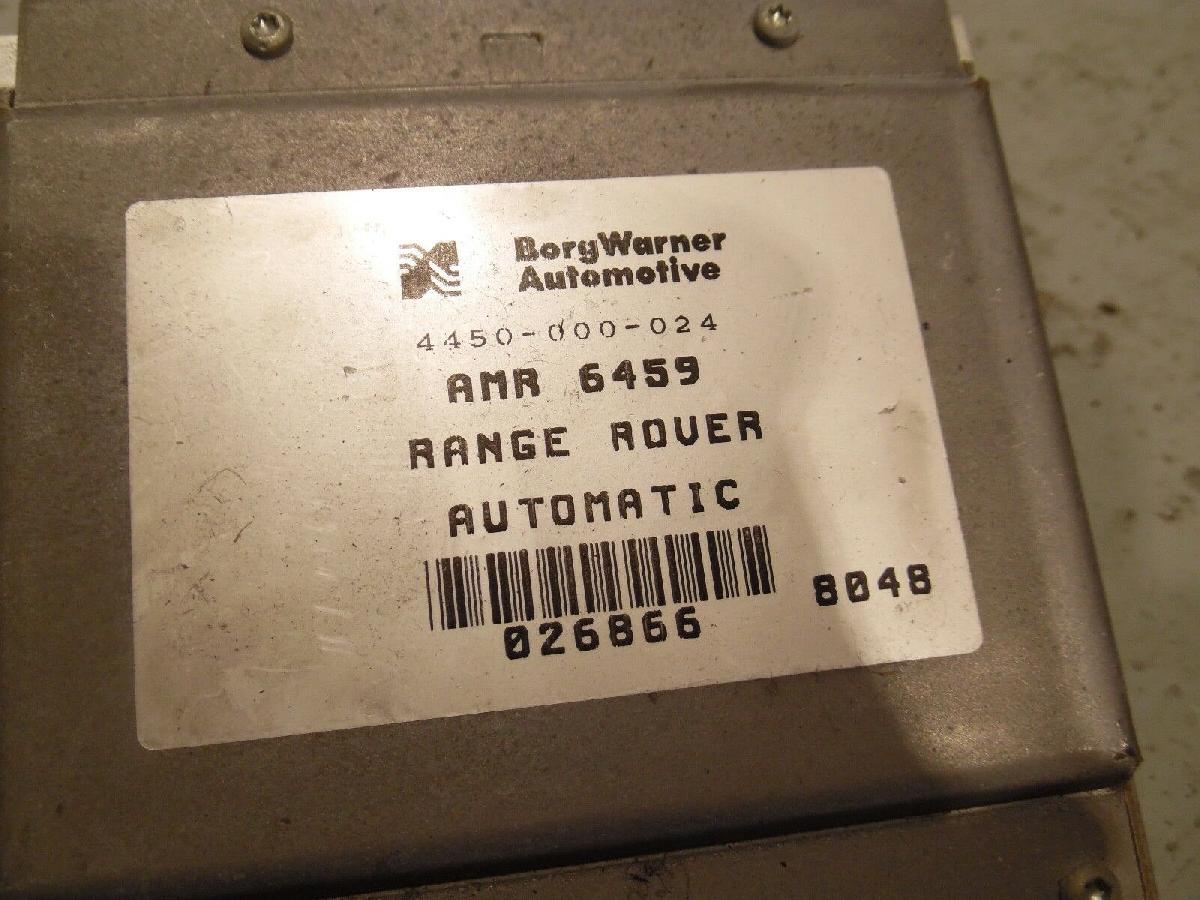 BorgWarner
Automotive
4450-000-024
AMR 6459
RANGE ROVER
AUTOMATIC
8048
026866